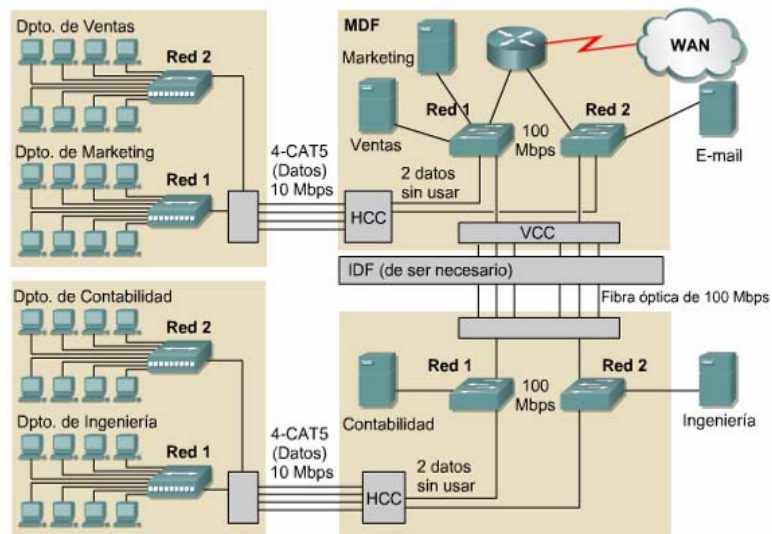 Dpto. de Ventas
Red 2
Dpto. de Marketing
Red 1
4-CAT5
(Datos)
10 Mbps
HCC
2 datos
sin usar
MDF
Marketing
Ventas
Red 1
100
Mbps
Red 2
WAN
E-mail
VCC
IDF (de ser necesario)
Fibra óptica de 100 Mbps
Dpto. de Contabilidad
Red 2
Dpto. de Ingeniería
Red 1
4-CAT5
(Datos)
10 Mbps
HCC
2 datos
sin usar
Contabilidad
Red 1
100
Mbps
Red 2
Ingeniería